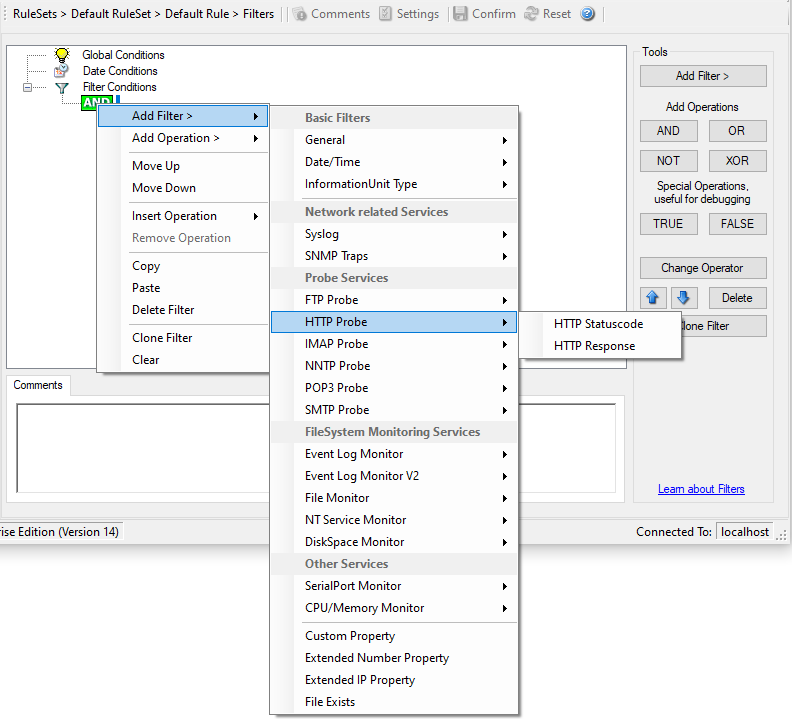 RuleSets > Default RuleSet > Default Rule > Filters Comments Settings Confirm Reset
Global Conditions
Date Conditions
Filter Conditions
AND
Add Filter >
Add Operation >
Move Up
Move Down
Insert Operation
Remove Operation
Copy
Paste
Delete Filter
Clone Filter
Clear
Basic Filters
General
Date/Time
InformationUnit Type
Network related Services
Syslog
SNMP Traps
Probe Services
FTP Probe
HTTP Probe
IMAP Probe
NNTP Probe
POP3 Probe
SMTP Probe
FileSystem Monitoring Services
Event Log Monitor
Event Log Monitor V2
File Monitor
NT Service Monitor
DiskSpace Monitor
Other Services
SerialPort Monitor
CPU/Memory Monitor
Custom Property
Extended Number Property
Extended IP Property
File Exists
HTTP Statuscode
HTTP Response
Tools
Add Filter >
Add Operations
AND OR
NOT XOR
Special Operations,
useful for debugging
TRUE FALSE
Change Operator
Delete
lone Filter
Learn about Filters
Comments
rise Edition (Version 14)
Connected To: localhost